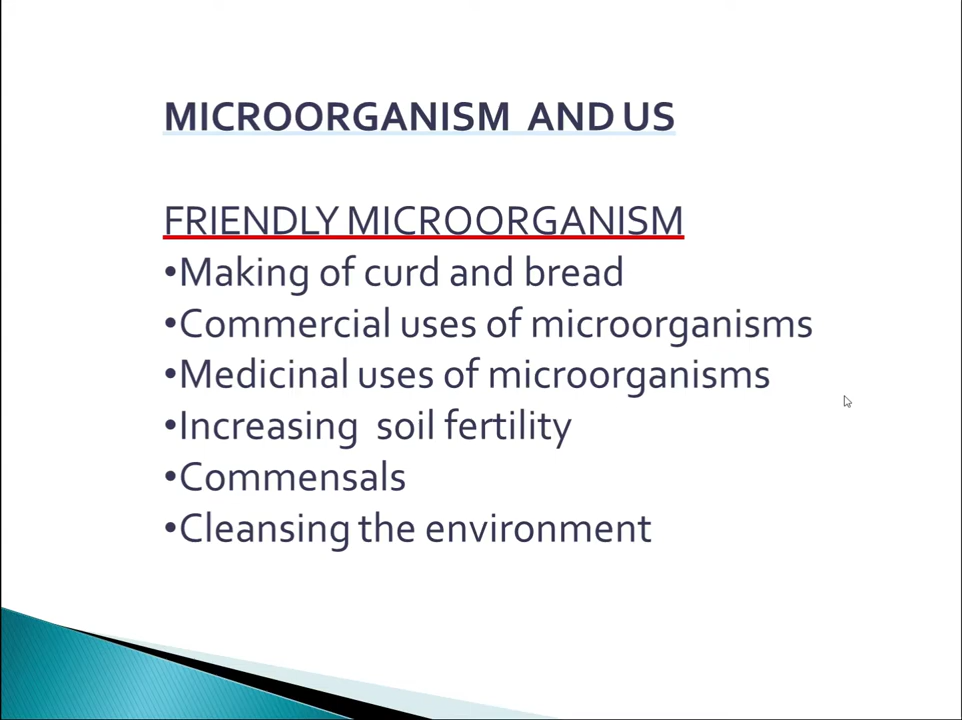 MICROORGANISM AND US
FRIENDLY MICROORGANISM
•Making of curd and bread
•Commercial uses of microorganisms
•Medicinal uses of microorganisms
•Increasing soil fertility
•Commensals
•Cleansing the environment